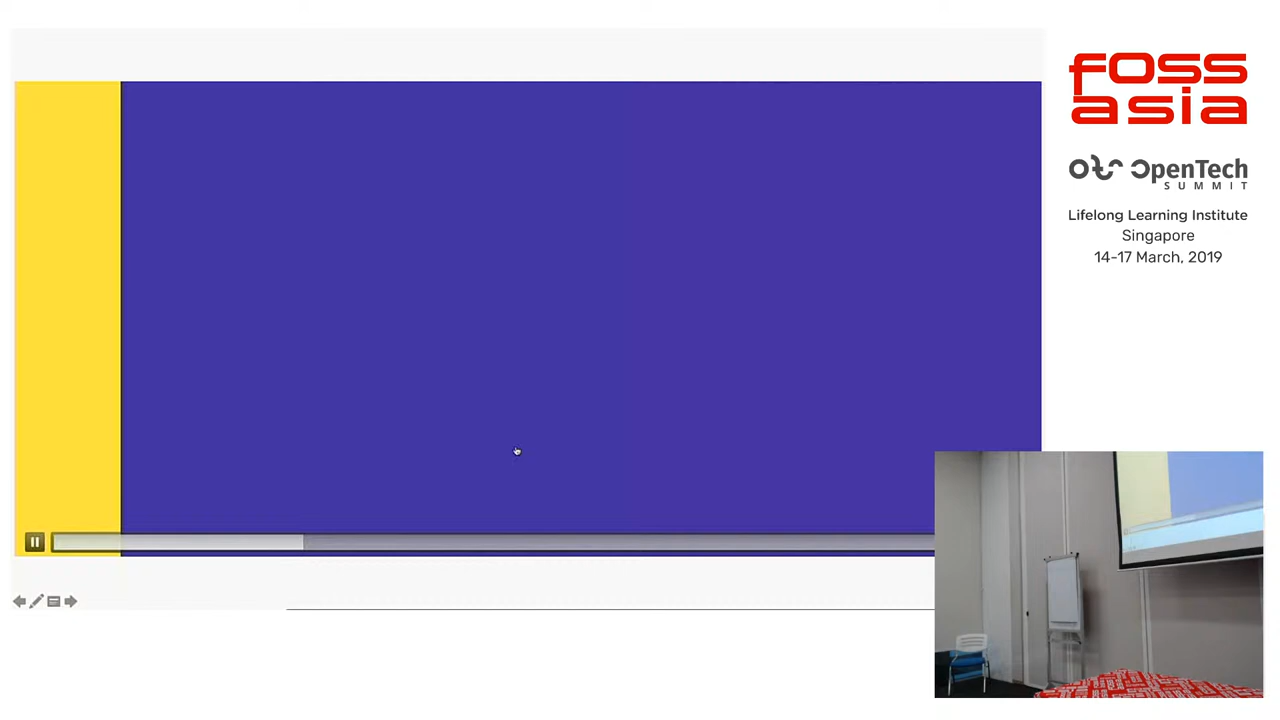 foss
asia
OpenTech
SUMMIT
Lifelong Learning Institute
Singapore
14-17 March, 2019